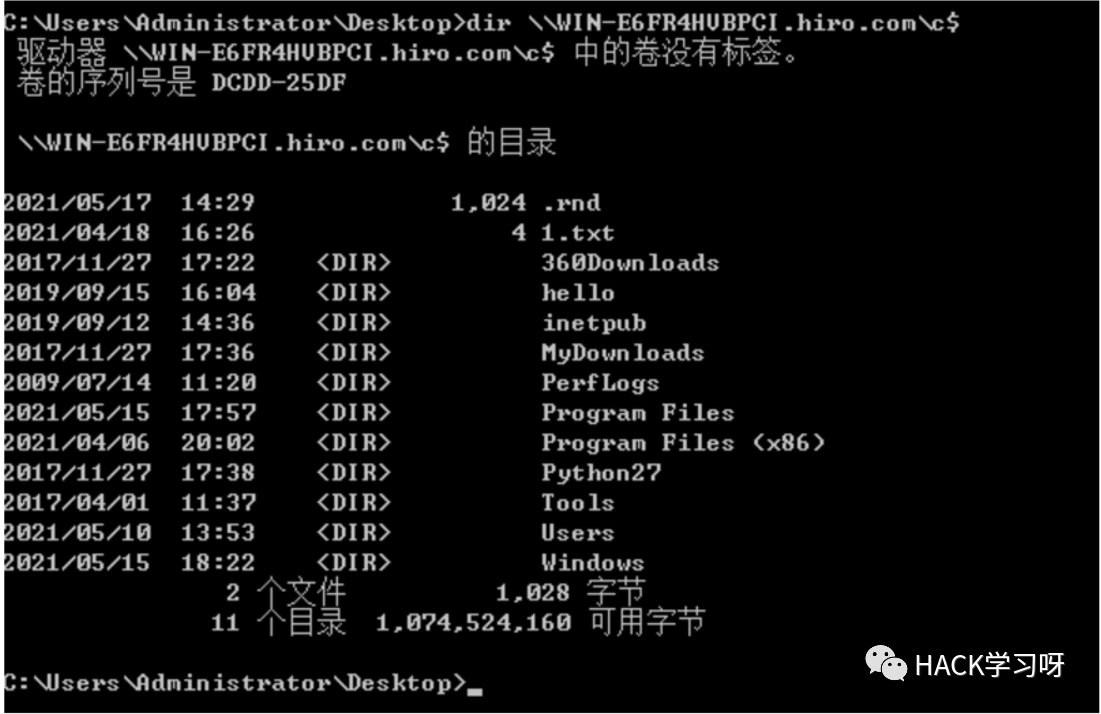 C:\Users\Administrator\Desktop>dir \\WIN-E6FR4HVBPCI.hiro.com\c$
驱动器 \\WIN-E6FR4HVBPCI.hiro.com\c$ 中的卷没有标签。
卷的序列号是 DCDD-25DF
\\WIN-E6FR4HVBPCI.hiro.com\c$ 的目录
2021/05/17  14:29             1,024 .rnd
2021/04/18  16:26                 4 1.txt
2017/11/27  17:22    <DIR>          360Downloads
2019/09/15  16:04    <DIR>          hello
2019/09/12  14:36    <DIR>          inetpub
2017/11/27  17:36    <DIR>          MyDownloads
2009/07/14  11:20    <DIR>          PerfLogs
2021/05/15  17:57    <DIR>          Program Files
2021/04/06  20:02    <DIR>          Program Files (x86)
2017/11/27  17:38    <DIR>          Python27
2017/04/01  11:37    <DIR>          Tools
2021/05/10  13:53    <DIR>          Users
2021/05/15  18:22    <DIR>          Windows
2 个文件          1,028 字节
11 个目录  1,074,524,160 可用字节
HACK学习呀
C:\Users\Administrator\Desktop>_